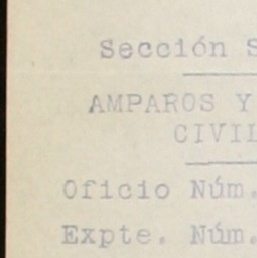 Sección S
AMPAROS Y
CIVIL
Oficio Núm.
Expte. Núm.